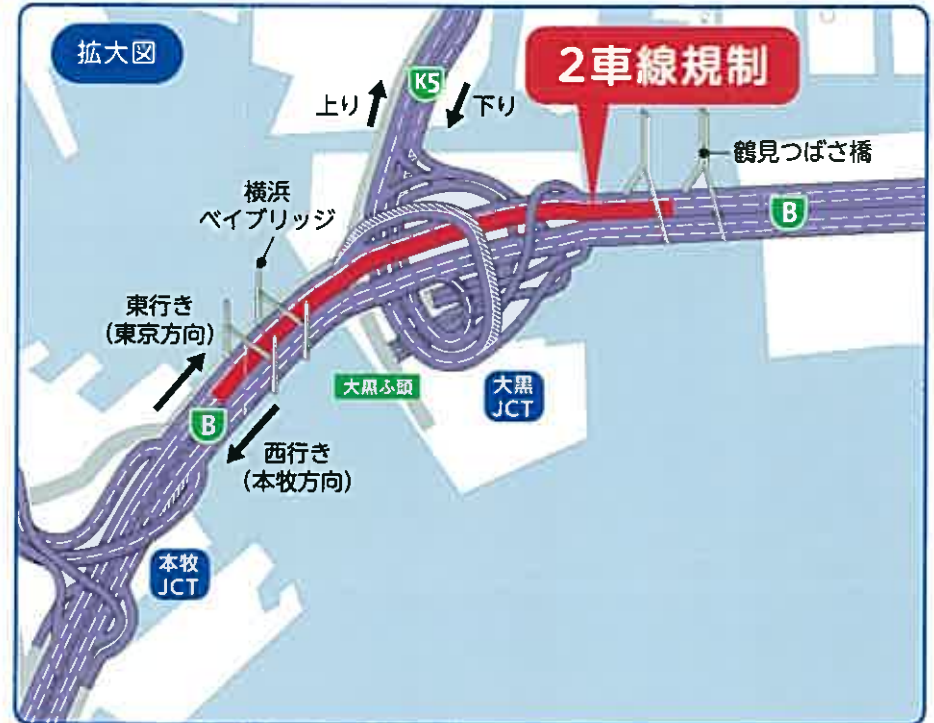 拡大図
2車線規制
K5
上り
下り
鶴見つばさ橋
横浜
ベイブリッジ
B
東行き
(東京方向)
大黒ふ頭
大黒
JCT
B
西行き
(本牧方向)
本牧
JCT